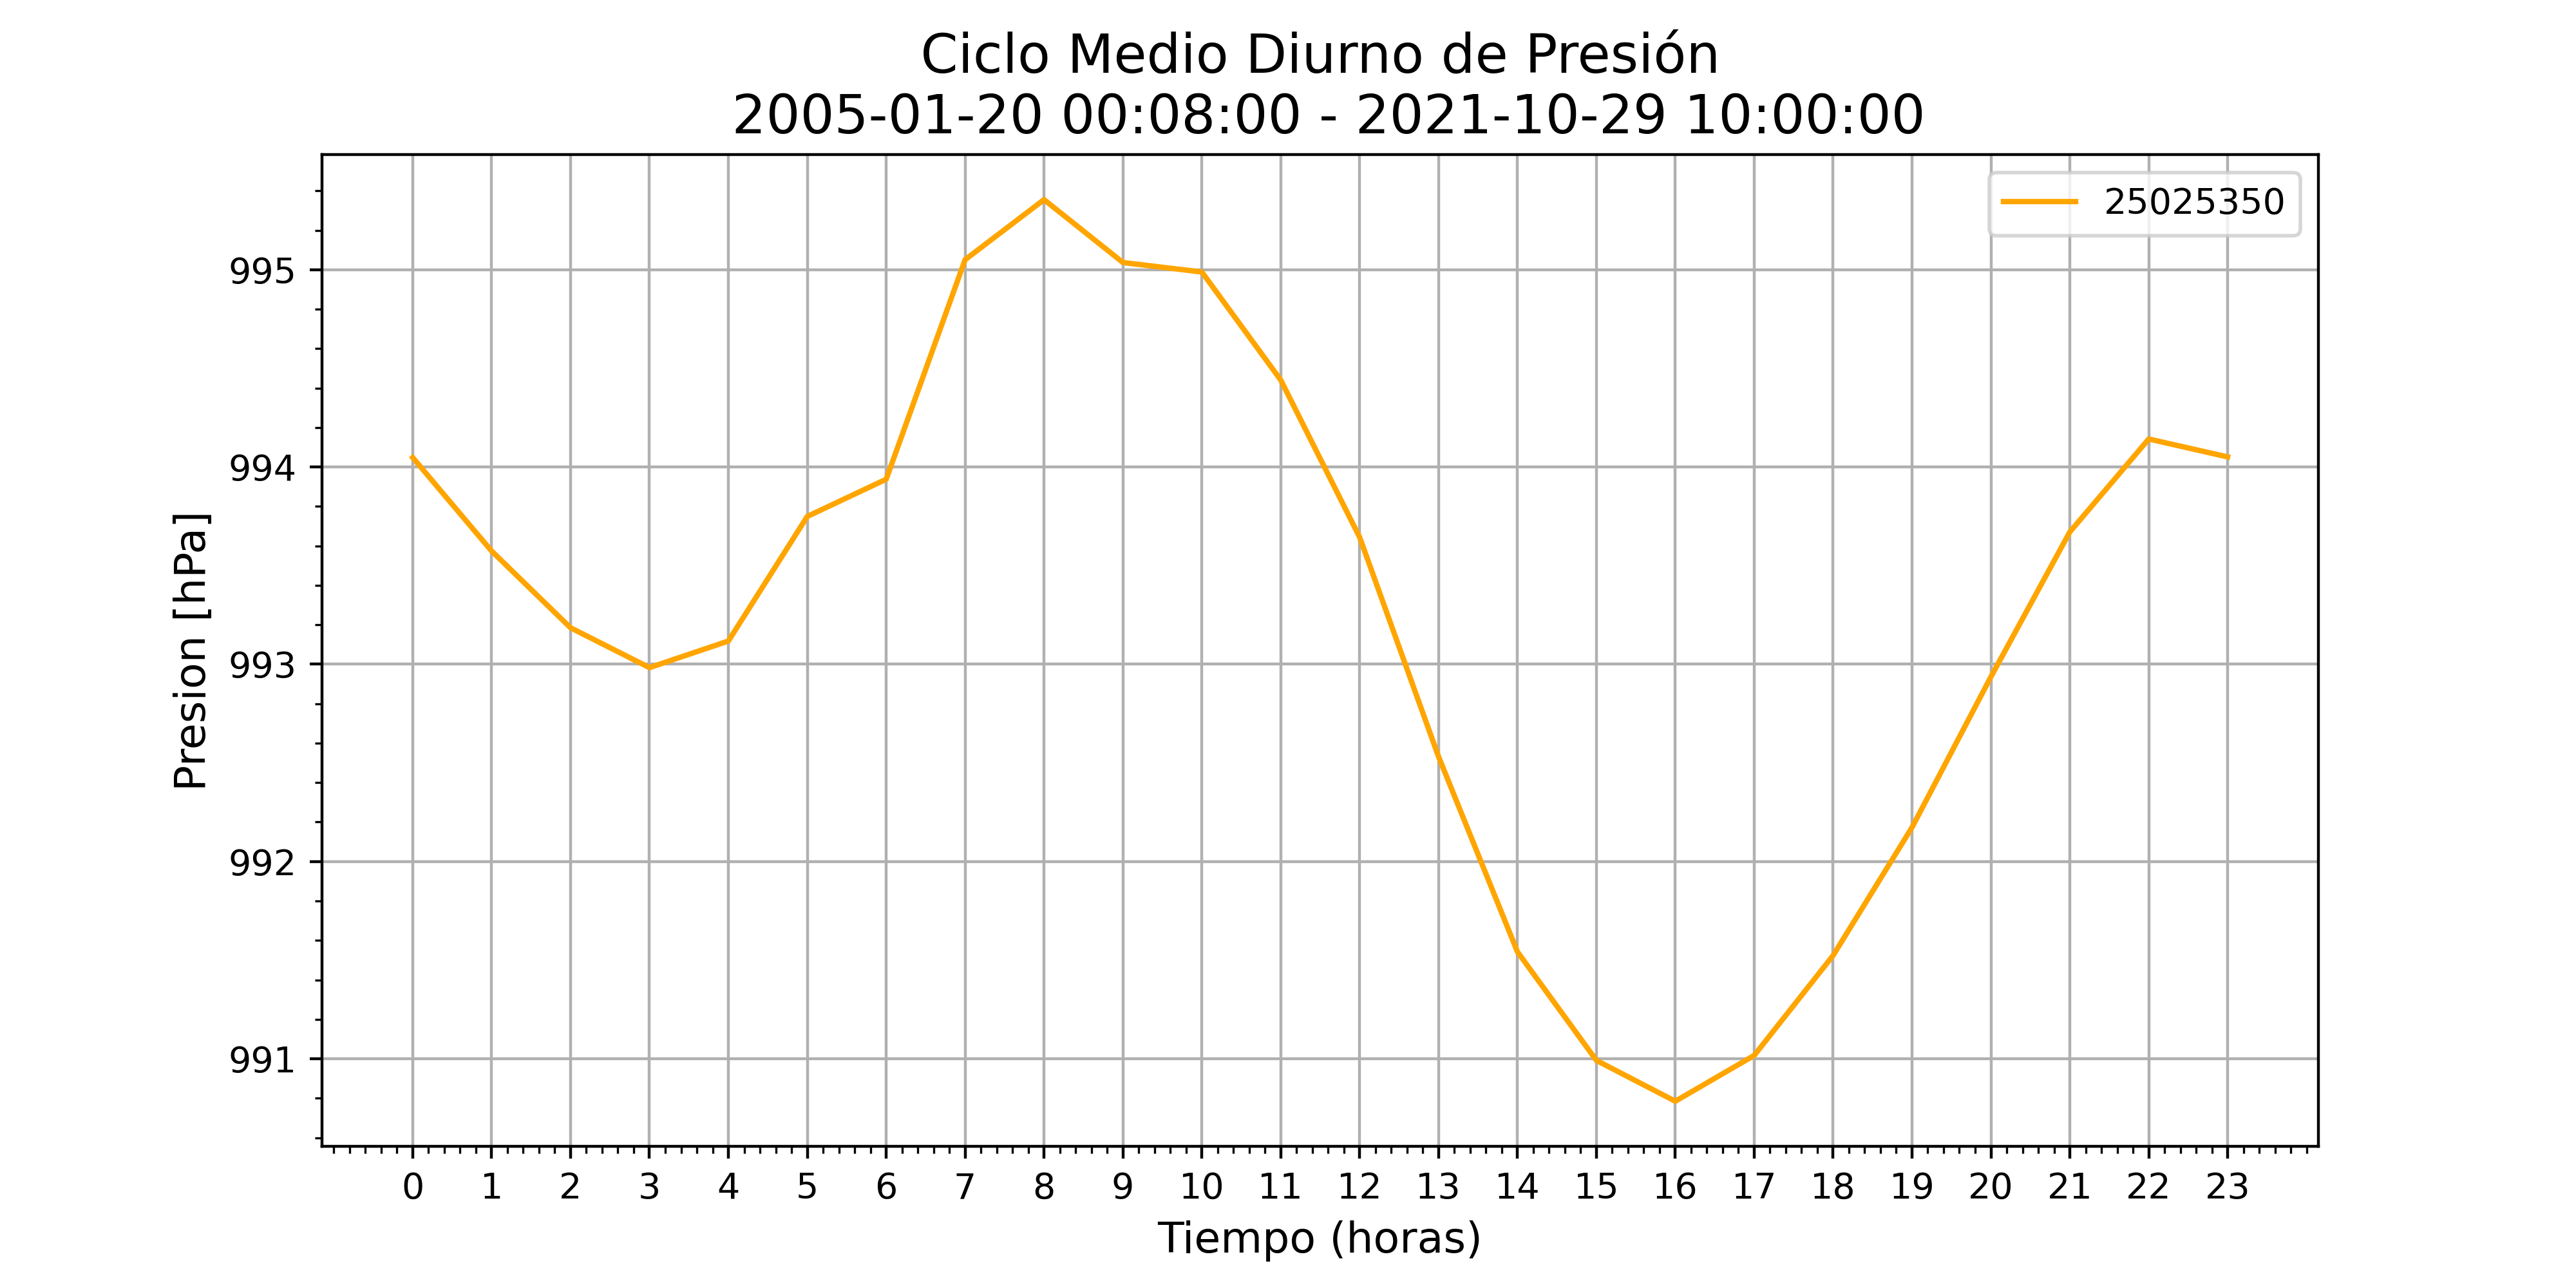 Ciclo Medio Diurno de Presión
2005-01-20 00:08:00 - 2021-10-29 10:00:00
25025350
995
994
993
992
991
Presion [hPa]
0 1 2 3 4 5 6 7 8 9 10 11 12 13 14 15 16 17 18 19 20 21 22 23
Tiempo (horas)